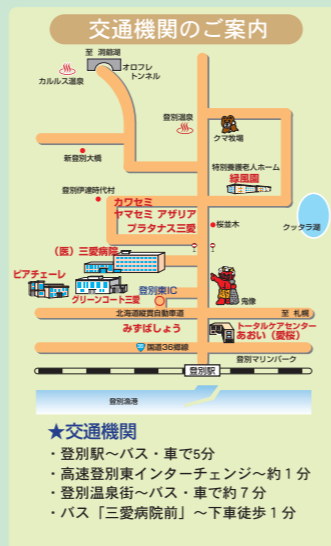 交通機関のご案内
至 洞爺湖
オロフレ
トンネル
カルルス温泉
登別温泉
クマ牧場
新登別大橋
特別養護老人ホーム
緑風園
登別伊達時代村
カワセミ
ヤマセミ アザリア
プラタナス三愛
桜並木
クッタラ湖
（医）三愛病院
ピアチェーレ
グリーンコート三愛
登別東IC
鬼像
北海道縦貫自動車道
至 札幌
みずばしょう
トータルケアセンター
あおい（愛桜）
国道36号線
登別マリンパーク
登別駅
登別漁港
★交通機関
・登別駅～バス・車で5分
・高速登別東インターチェンジ～約１分
・登別温泉街～バス・車で約７分
・バス「三愛病院前」～下車徒歩１分